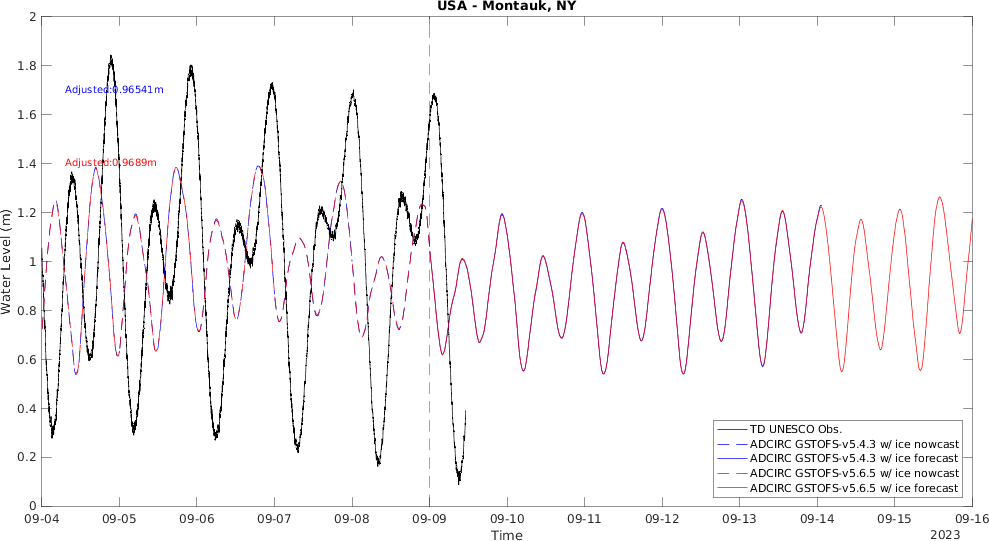 USA - Montauk, NY
2
1.8
1.6
1.4
1.2
1
0.8
0.6
0.4
0.2
0
Water Level (m)
Adjusted:0.96541m
Adjusted:0.9689m
TD UNESCO Obs.
ADCIRC GSTOFS-v5.4.3 w/ ice nowcast
ADCIRC GSTOFS-v5.4.3 w/ ice forecast
ADCIRC GSTOFS-v5.6.5 w/ ice nowcast
ADCIRC GSTOFS-v5.6.5 w/ ice forecast
09-04 09-05 09-06 09-07 09-08 09-09 09-10 09-11 09-12 09-13 09-14 09-15 09-16
Time
2023